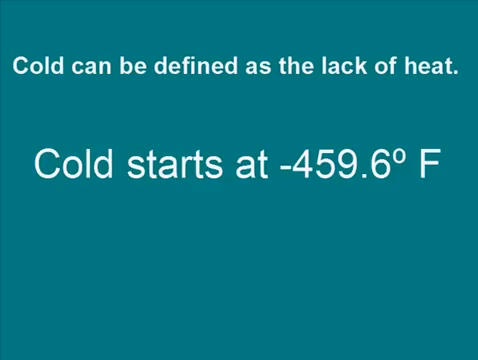 Cold can be defined as the lack of heat.
Cold starts at -459.6º F